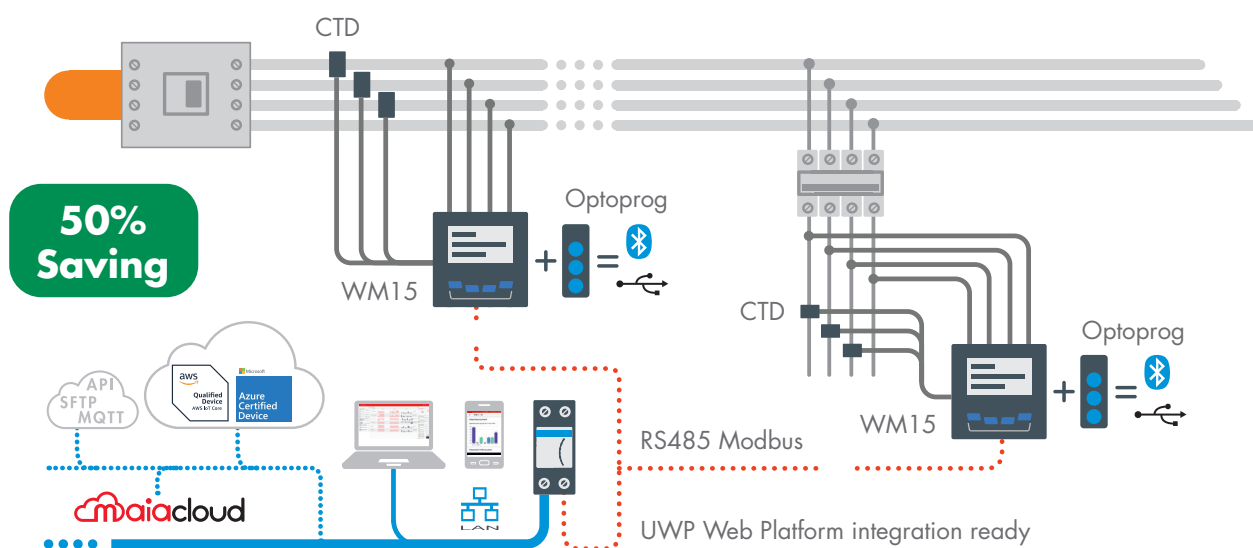 CTD
50%
Saving
Optoprog
WM15
CTD
Optoprog
WM15
API
SFTP
MQTT
aws
Qualified
Device
AWS IoT Core
Microsoft
Azure
Certified
Device
RS485 Modbus
LAN
maiacloud
UWP Web Platform integration ready